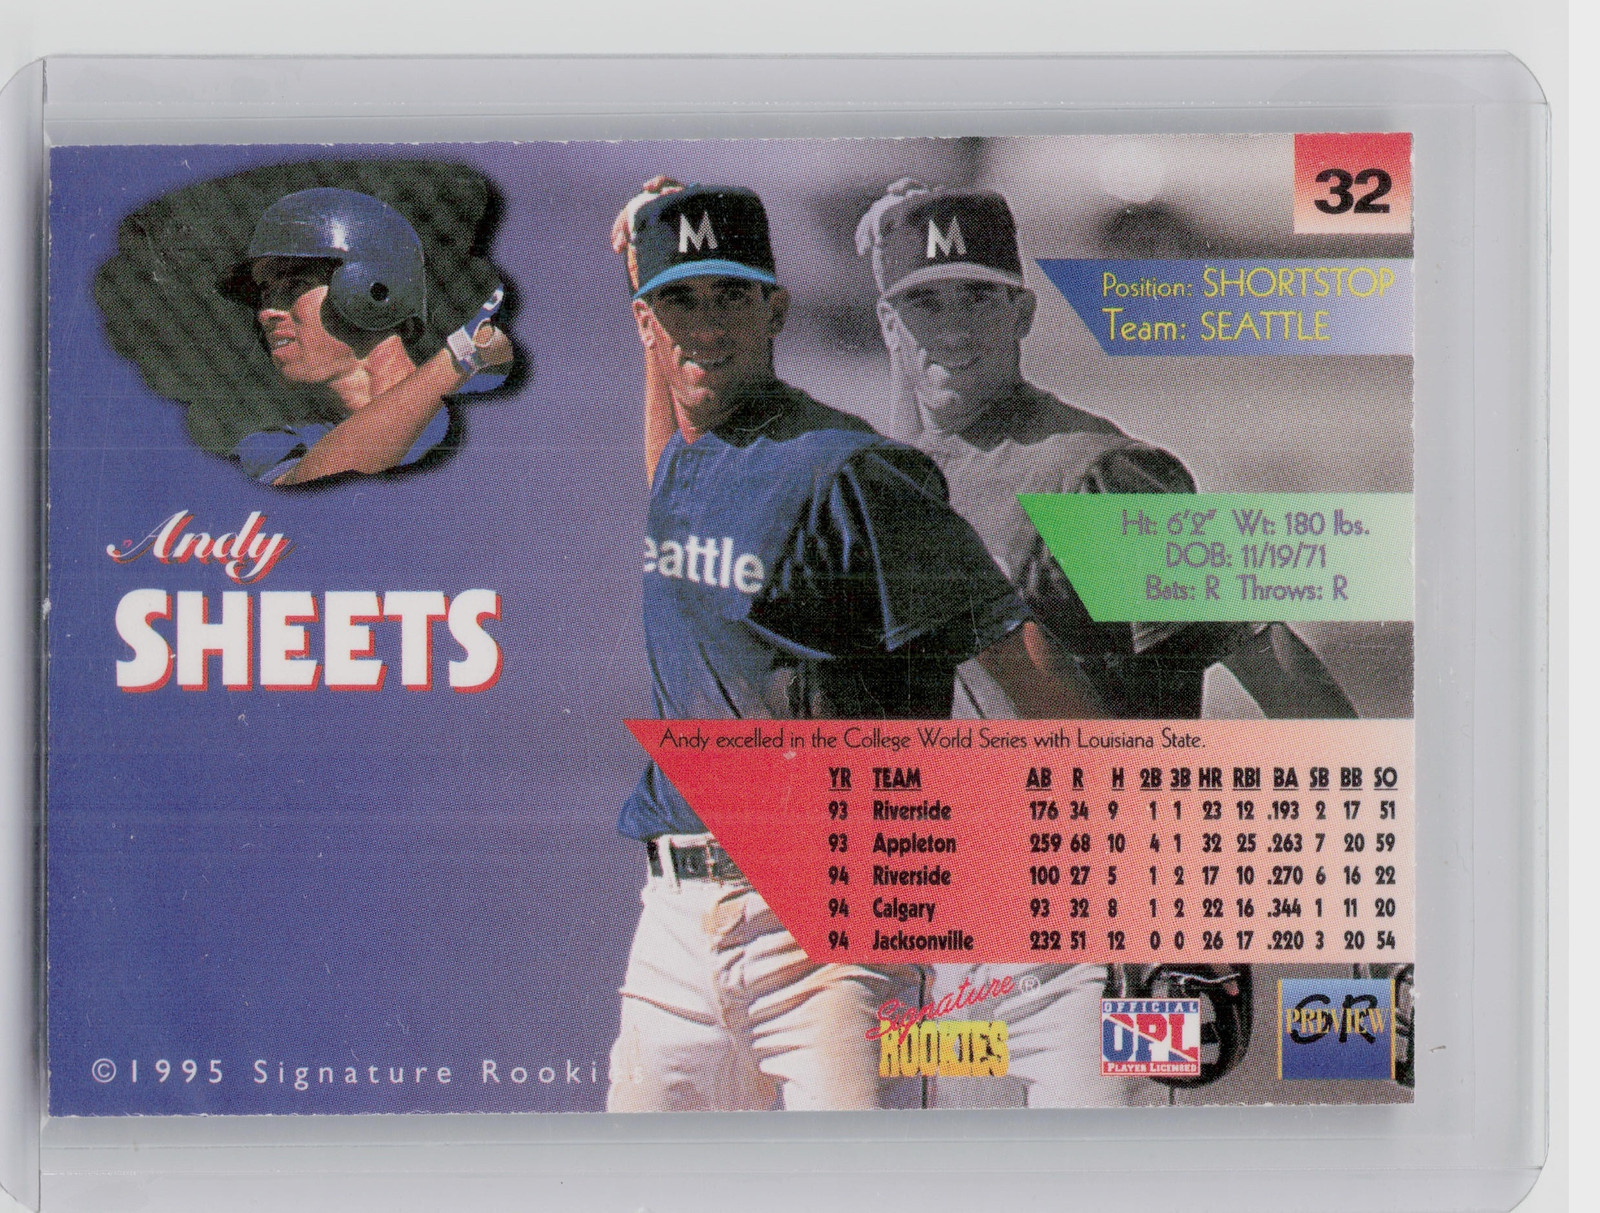 32
M
M
Position: SHORTSTOP
Team: SEATTLE
Ht: 6'2" Wt: 180 lbs.
DOB: 11/19/71
Bats: R Throws: R
Andy
SHEETS
eattle
Andy excelled in the College World Series with Louisiana State.
YR TEAM AB R H 2B 3B HR RBI BA SB BB SO
93 Riverside 176 34 9 1 1 23 12 .193 2 17 51
93 Appleton 259 68 10 4 1 32 25 .263 7 20 59
94 Riverside 100 27 5 1 2 17 10 .270 6 16 22
94 Calgary 93 32 8 1 2 22 16 .344 1 11 20
94 Jacksonville 232 51 12 0 0 26 17 .220 3 20 54
Signature ®
ROOKIES
OFFICIAL
OPL
PLAYER LICENSED
SR
PREVIEW
©1995 Signature Rookies